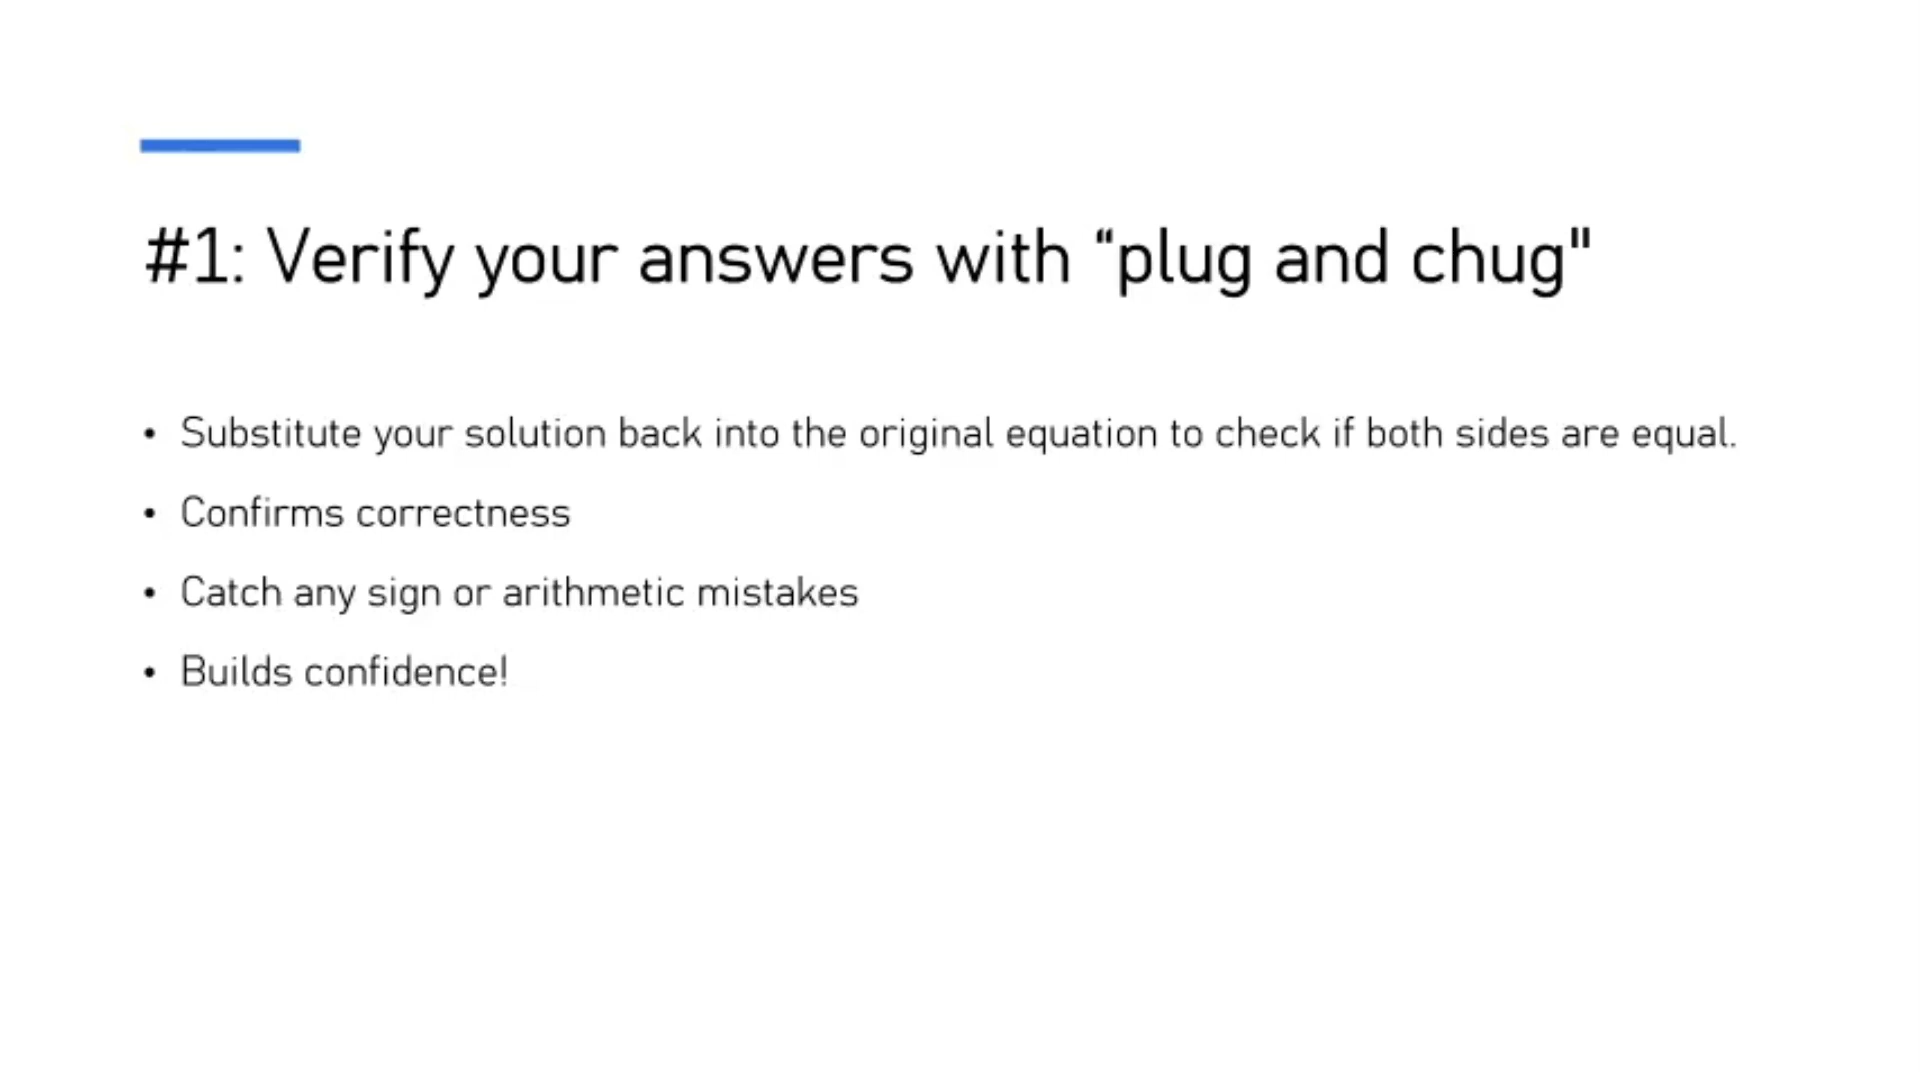 #1: Verify your answers with “plug and chug"
• Substitute your solution back into the original equation to check if both sides are equal.
• Confirms correctness
• Catch any sign or arithmetic mistakes
• Builds confidence!